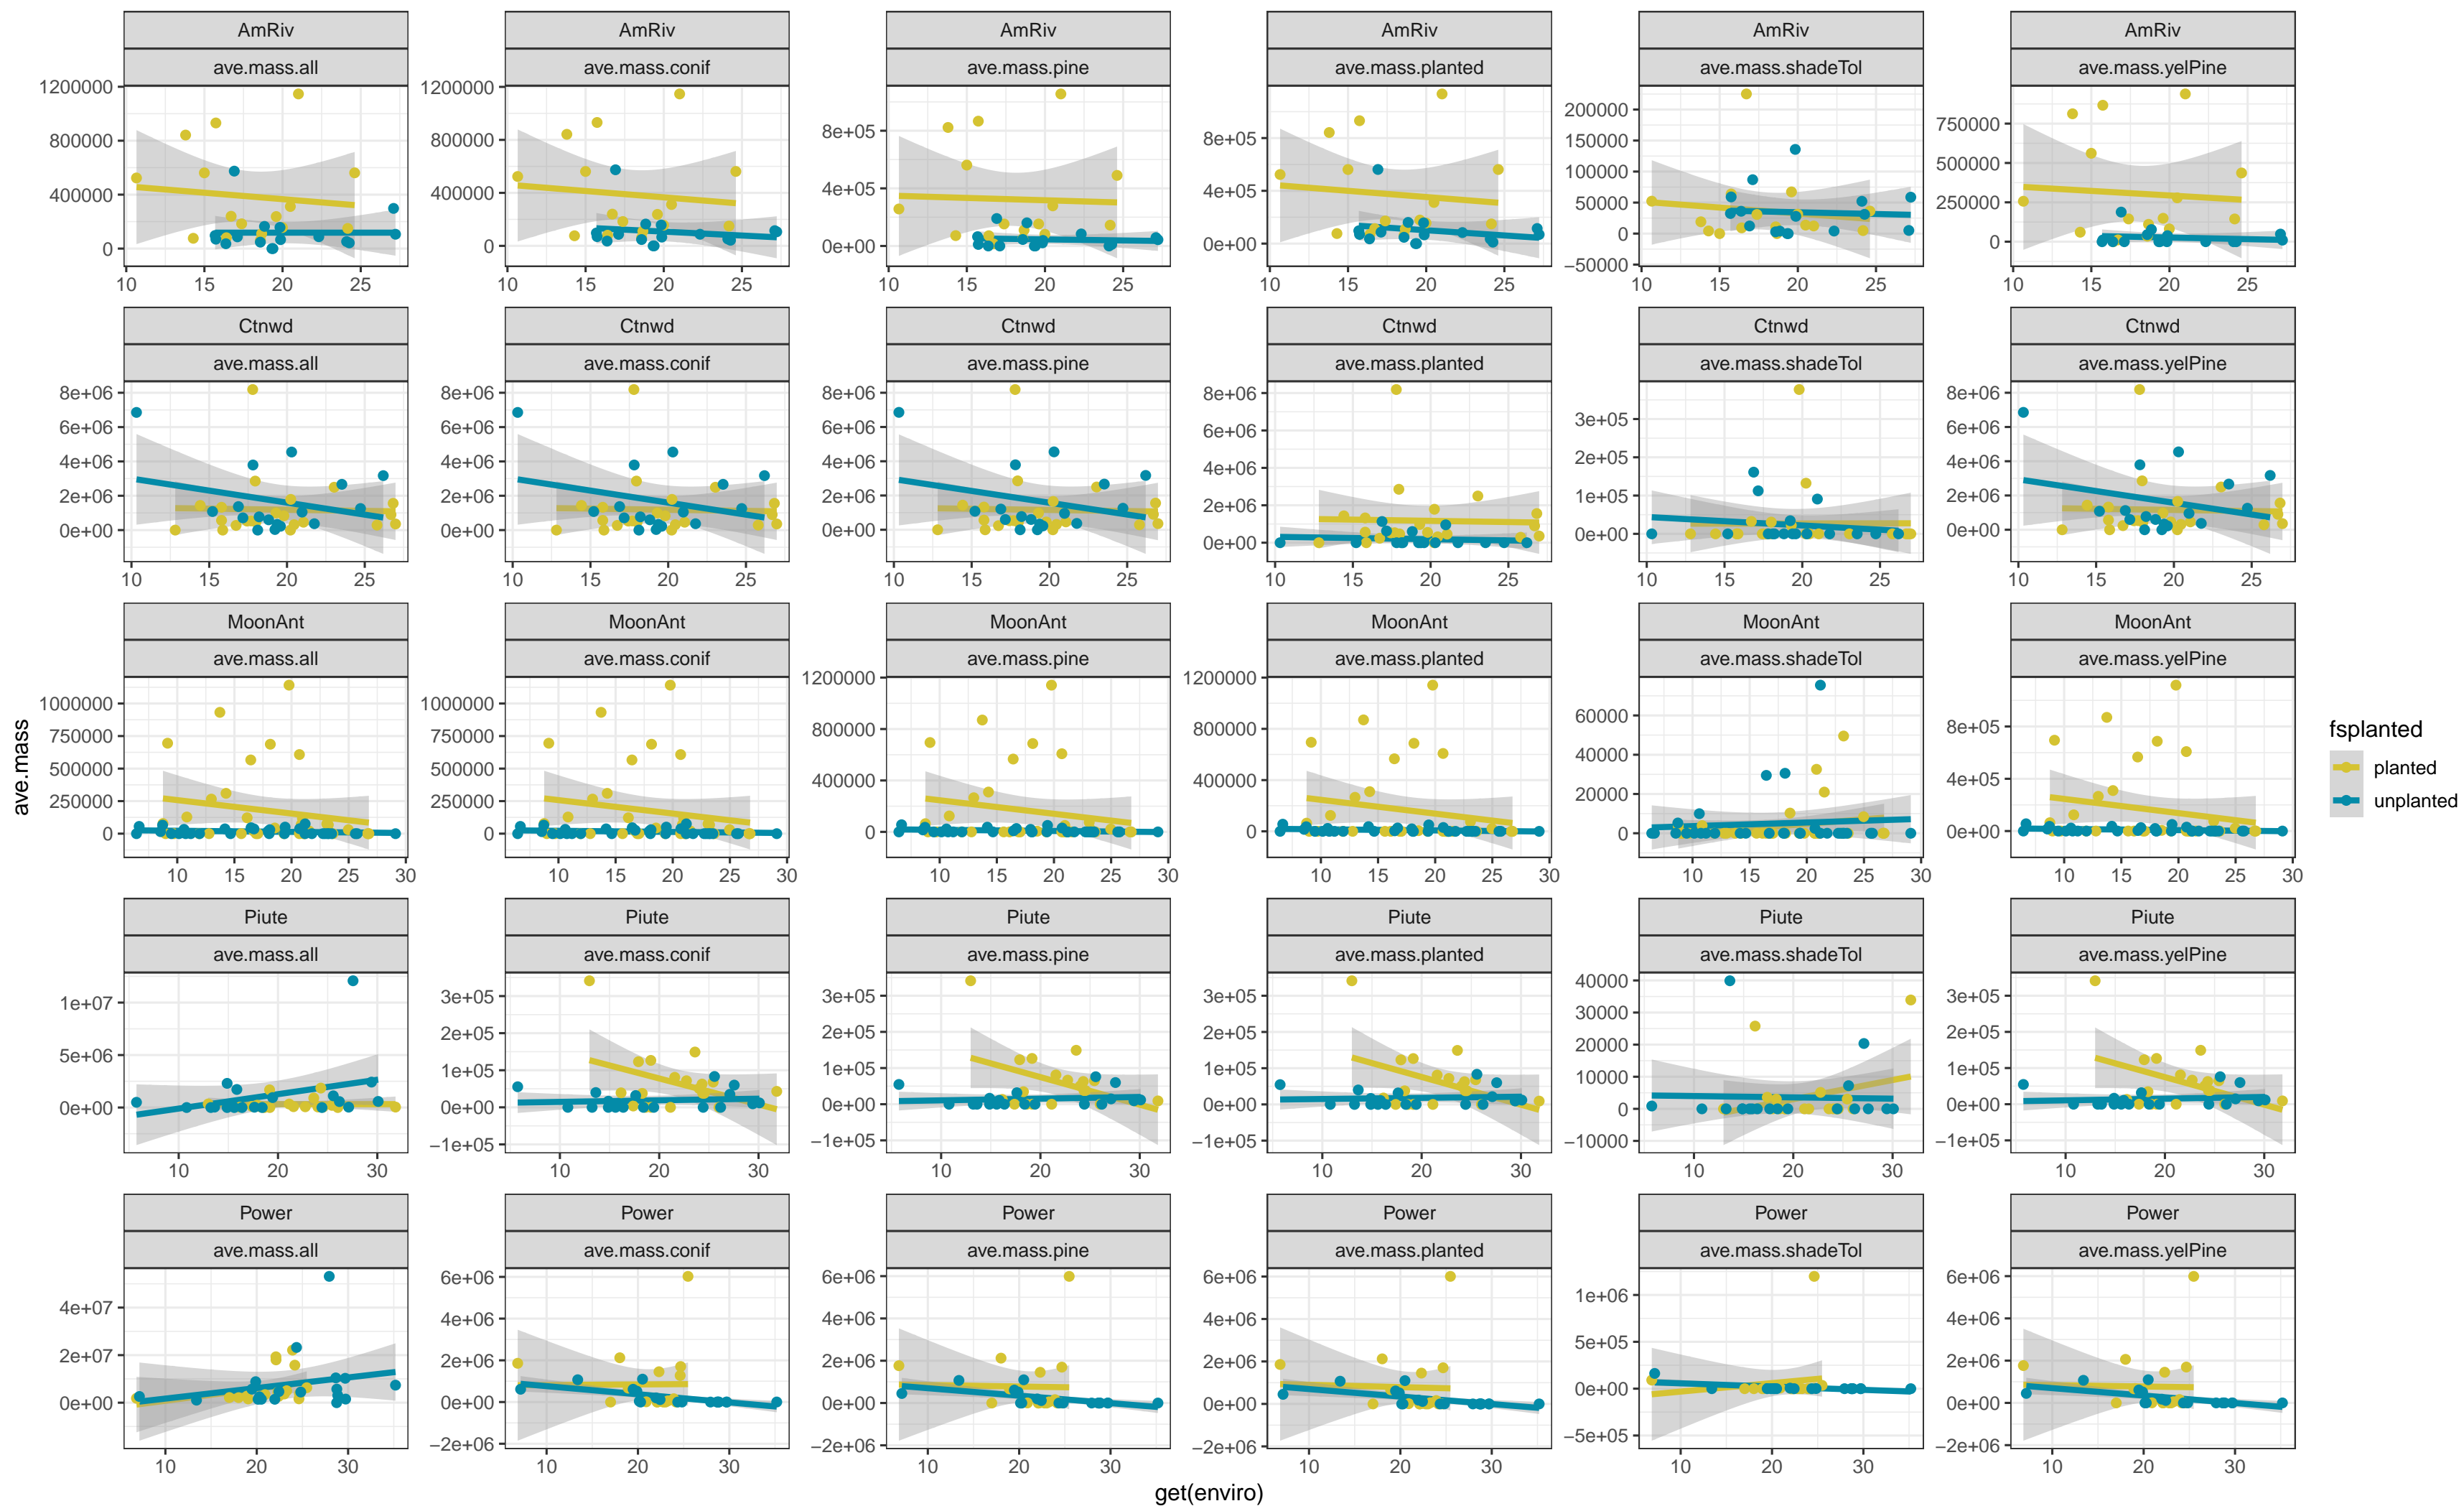 AmRiv AmRiv AmRiv AmRiv AmRiv AmRiv
ave.mass.all ave.mass.conif ave.mass.pine ave.mass.planted ave.mass.shadeTol ave.mass.yelPine
1200000 800000 400000 0
1200000 800000 400000 0
8e+05 4e+05 0e+00
8e+05 4e+05 0e+00
200000 150000 100000 50000 0 −50000
750000 500000 250000 0
10 15 20 25 10 15 20 25 10 15 20 25 10 15 20 25 10 15 20 25 10 15 20 25
Ctnwd Ctnwd Ctnwd Ctnwd Ctnwd Ctnwd
ave.mass.all ave.mass.conif ave.mass.pine ave.mass.planted ave.mass.shadeTol ave.mass.yelPine
8e+06 6e+06 4e+06 2e+06 0e+00
8e+06 6e+06 4e+06 2e+06 0e+00
8e+06 6e+06 4e+06 2e+06 0e+00
8e+06 6e+06 4e+06 2e+06 0e+00
3e+05 2e+05 1e+05 0e+00
8e+06 6e+06 4e+06 2e+06 0e+00
10 15 20 25 10 15 20 25 10 15 20 25 10 15 20 25 10 15 20 25 10 15 20 25
MoonAnt MoonAnt MoonAnt MoonAnt MoonAnt MoonAnt
ave.mass.all ave.mass.conif ave.mass.pine ave.mass.planted ave.mass.shadeTol ave.mass.yelPine
1000000 750000 500000 250000 0
1000000 750000 500000 250000 0
1200000 800000 400000 0
1200000 800000 400000 0
60000 40000 20000 0
8e+05 4e+05 0e+00
10 15 20 25 30 10 15 20 25 30 10 15 20 25 30 10 15 20 25 30 10 15 20 25 30 10 15 20 25 30
Piute Piute Piute Piute Piute Piute
ave.mass.all ave.mass.conif ave.mass.pine ave.mass.planted ave.mass.shadeTol ave.mass.yelPine
1e+07 5e+06 0e+00
3e+05 2e+05 1e+05 0e+00 −1e+05
3e+05 2e+05 1e+05 0e+00 −1e+05
3e+05 2e+05 1e+05 0e+00 −1e+05
40000 30000 20000 10000 0 −10000
3e+05 2e+05 1e+05 0e+00 −1e+05
10 20 30 10 20 30 10 20 30 10 20 30 10 20 30 10 20 30
Power Power Power Power Power Power
ave.mass.all ave.mass.conif ave.mass.pine ave.mass.planted ave.mass.shadeTol ave.mass.yelPine
4e+07 2e+07 0e+00
6e+06 4e+06 2e+06 0e+00 −2e+06
6e+06 4e+06 2e+06 0e+00 −2e+06
6e+06 4e+06 2e+06 0e+00 −2e+06
1e+06 5e+05 0e+00 −5e+05
6e+06 4e+06 2e+06 0e+00 −2e+06
10 20 30 10 20 30 10 20 30 10 20 30 10 20 30 10 20 30
get(enviro)
ave.mass
fsplanted
planted
unplanted